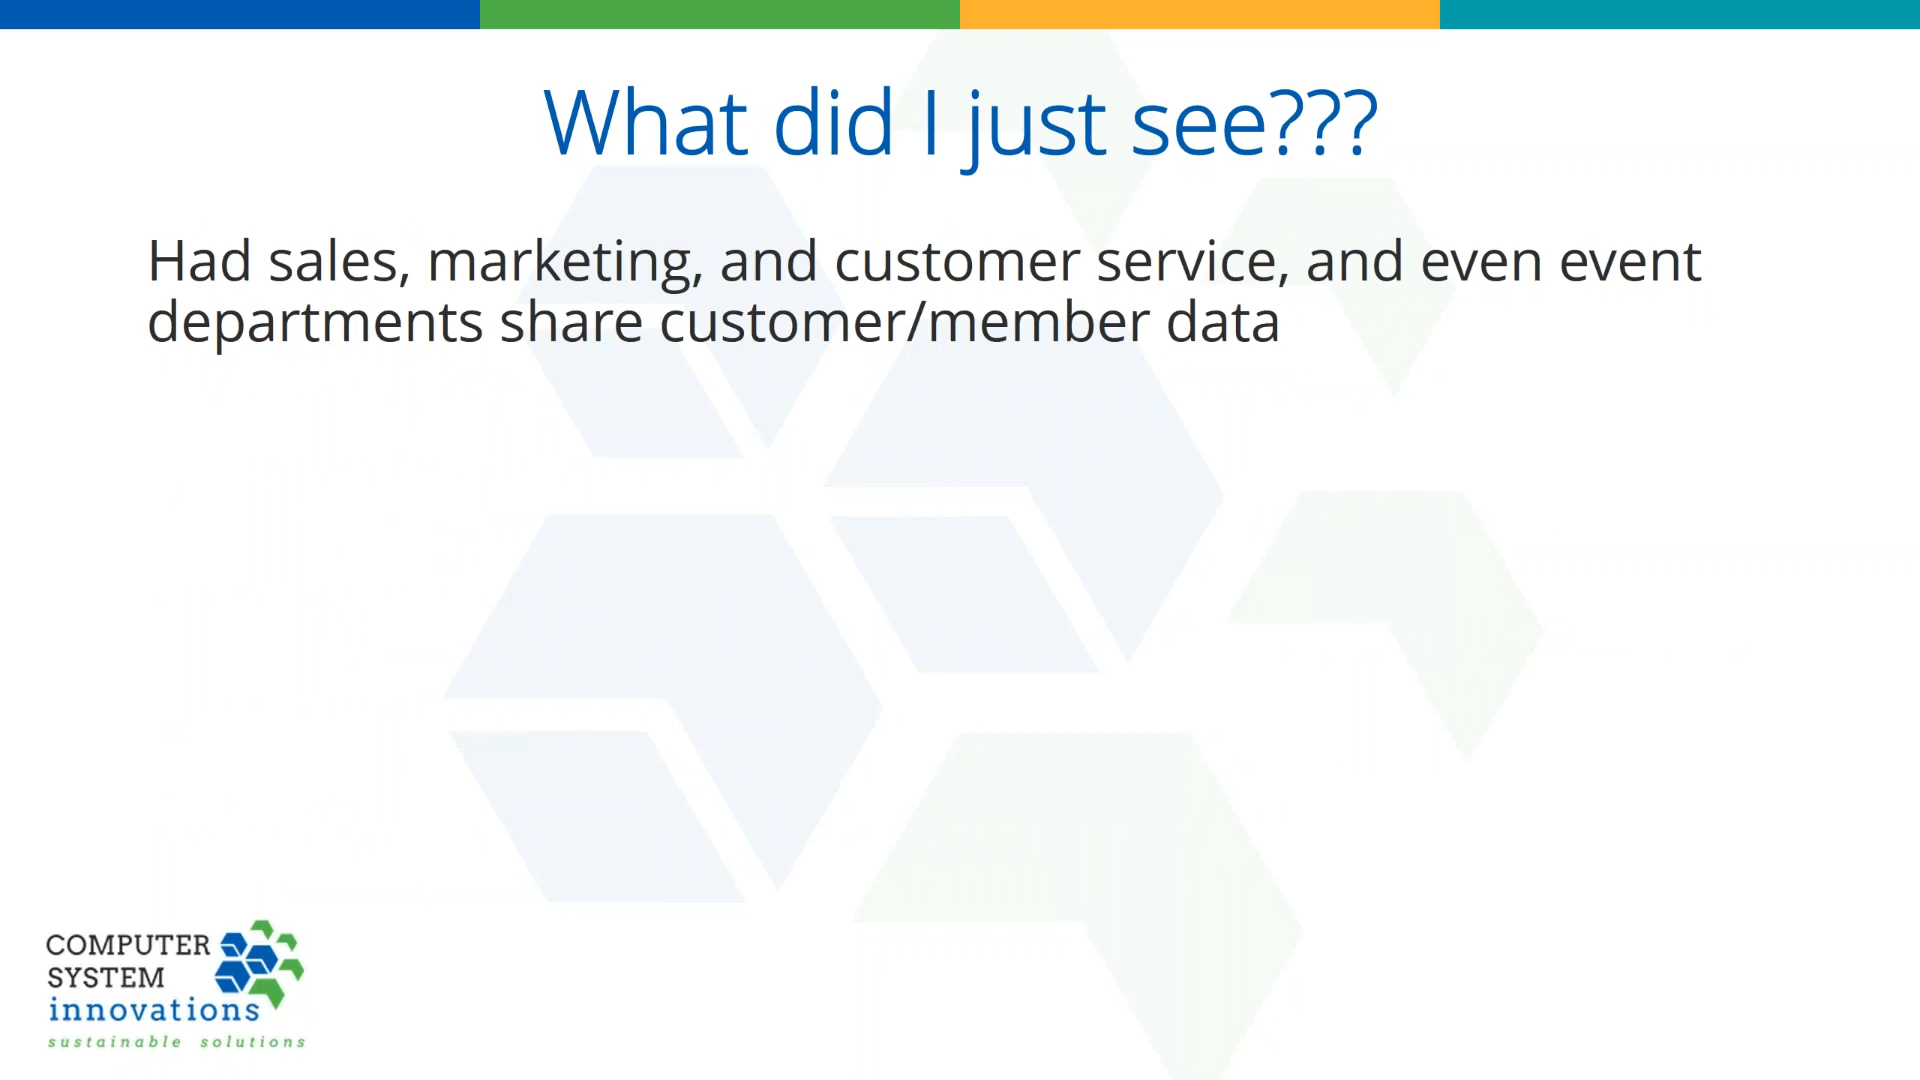 What did I just see???
Had sales, marketing, and customer service, and even event
departments share customer/member data
COMPUTER
SYSTEM
innovations
sustainable solutions